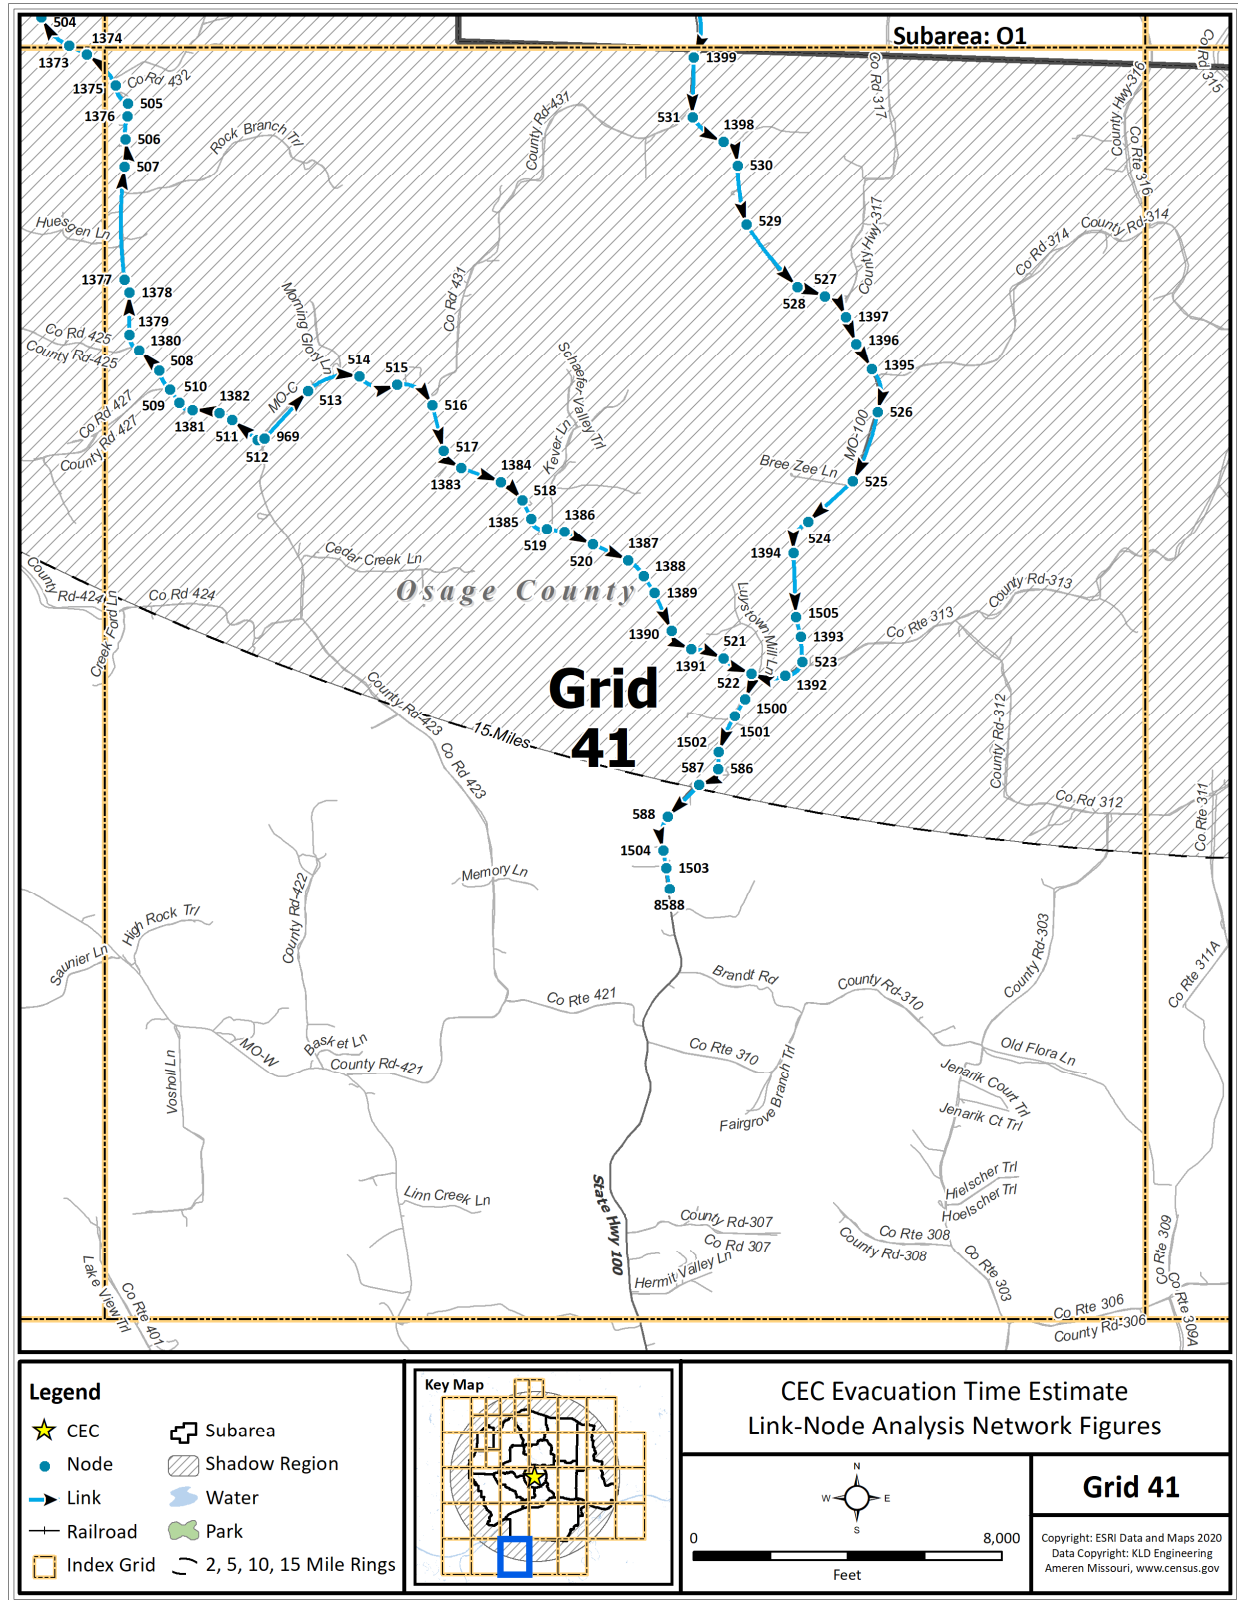 504
1374
Subarea: O1
1373
1399
Co Rd 432
1375
505
1376
Co Rd 317
County Hwy-316
Co Rd 315
531
1398
County Rd-431
Rock Branch Trl
506
507
530
Co Rte 316
Huesgen Ln
529
County Hwy-317
County Rd-314
Co Rd 314
1377
1378
527
528
Morning Glory Ln
Co Rd 431
1379
1397
Co Rd 425
1380
County Rd-425
1396
508
514
515
Schaefer-Valley Trl
1395
510
509
MO-C
513
1382
516
526
Co Rd 427
1381
511
969
County Rd 427
512
517
Kever Ln
MO-100
1383
1384
Bree Zee Ln
525
518
1385
1386
524
519
520
1387
1394
Cedar Creek Ln
1388
County Rd-424
Co Rd 424
Osage County
1389
County Rd-313
Creek Ford Ln
Luystown Mill Ln
1505
Co Rte 313
1390
521
1393
1391
523
522
1392
Grid
41
County Rd-423
1500
15 Miles
1501
County Rd-312
1502
Co Rd 423
587
586
Co Rd 312
Co Rte 311
588
1504
1503
Memory Ln
8588
County Rd-422
High Rock Trl
Saunier Ln
County Rd-303
Co Rte 311A
Brandt Rd
County Rd-310
Co Rte 421
MO-W
Basket Ln
County Rd-421
Co Rte 310
Old Flora Ln
Vosholl Ln
Fairgrove Branch Trl
Jenarik Court Trl
Jenarik Ct Trl
State Hwy 100
Linn Creek Ln
Hielscher Trl
Hoelscher Trl
County Rd-307
Co Rd 307
Co Rte 308
County Rd-308
Co Rte 309
Hermit Valley Ln
Co Rte 303
Lake View Trl
Co Rte 401
Co Rte 306
County Rd-306
Co Rte 309A
Legend
CEC
Subarea
Node
Shadow Region
Link
Water
Railroad
Park
Index Grid
2, 5, 10, 15 Mile Rings
Key Map
CEC Evacuation Time Estimate
Link-Node Analysis Network Figures
N
W
E
S
0
8,000
Feet
Grid 41
Copyright: ESRI Data and Maps 2020
Data Copyright: KLD Engineering
Ameren Missouri, www.census.gov